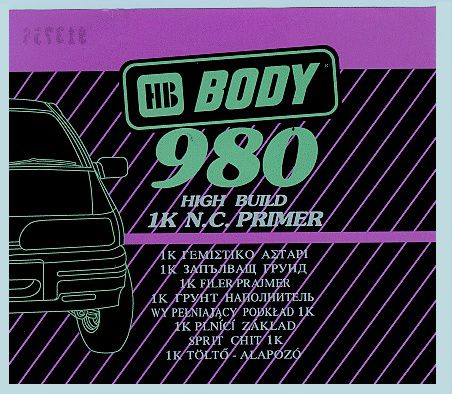 HB BODY
980
HIGH BUILD
1K N.C. PRIMER
1K ΓΕΜΙΣΤΙΚΟ ΑΣΤΑΡΙ
1K ЗАПЪЛВАЩ ГРУНД
1K FILER PRAJMER
1K ГРУНТ НАПОЛНИТЕЛЬ
WYPEŁNIAJĄCY PODKŁAD 1K
1K PLNÍCÍ ZÁKLAD
SPRIT CHIT 1K
1K TÖLTŐ - ALAPOZÓ